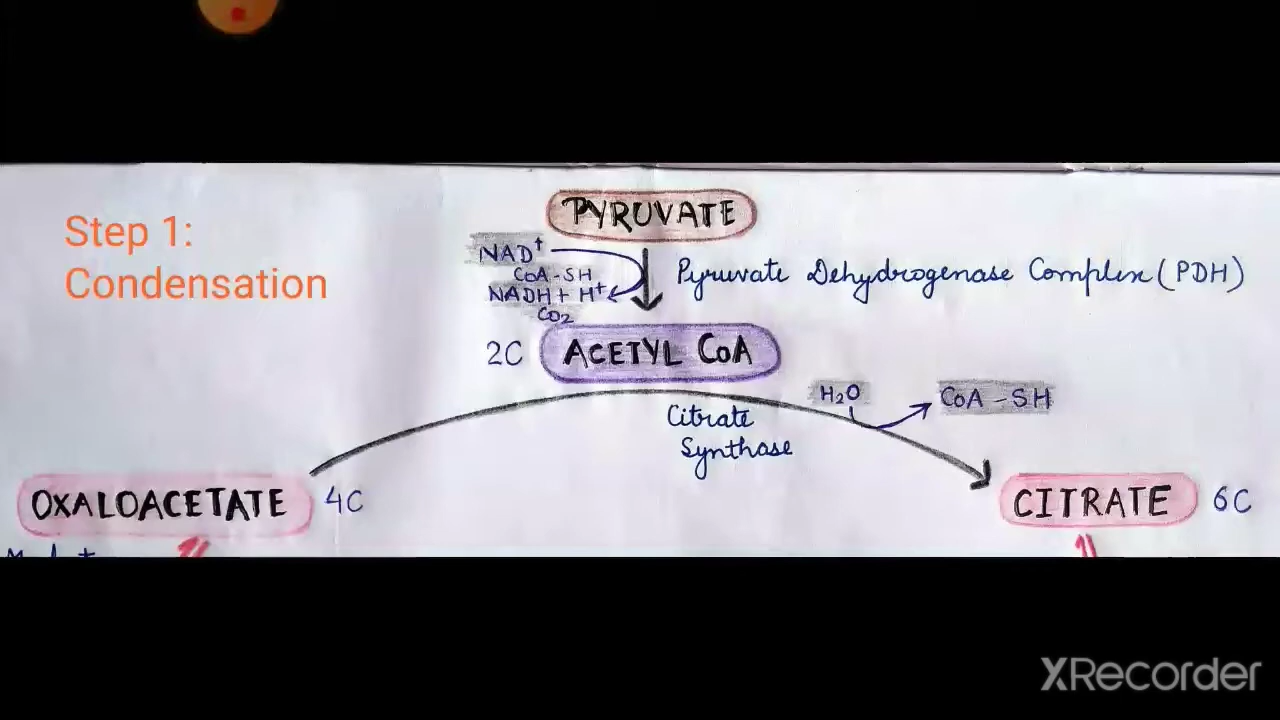 Step 1:
Condensation
PYRUVATE
NAD⁺
CoA-SH
NADH + H⁺
CO₂
Pyruvate Dehydrogenase Complex (PDH)
2C
ACETYL CoA
Citrate
Synthase
H₂O
CoA-SH
OXALOACETATE
4C
CITRATE
6C
XRecorder